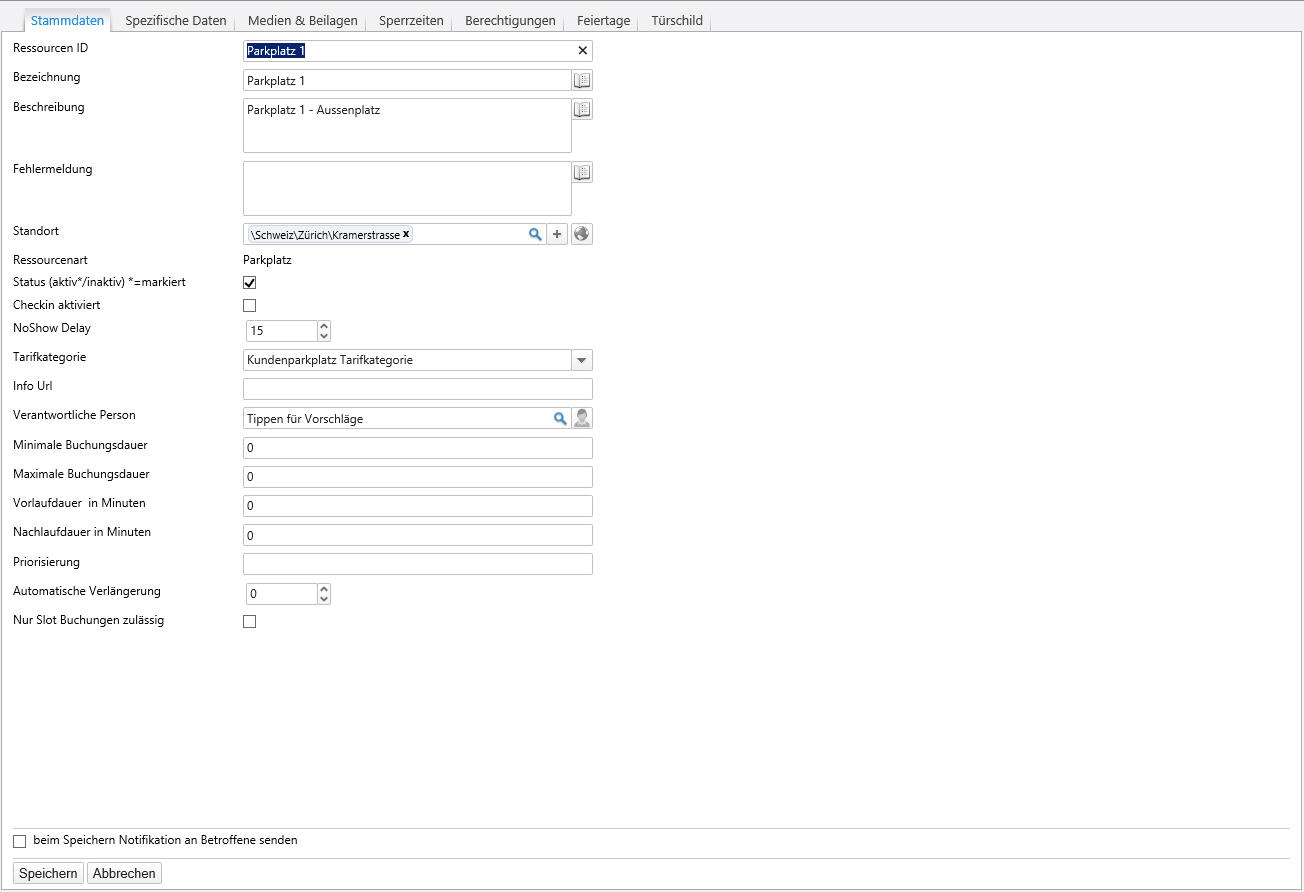 Stammdaten Spezifische Daten Medien & Beilagen Sperrzeiten Berechtigungen Feiertage Türschild
Ressourcen ID Parkplatz 1
Bezeichnung Parkplatz 1
Beschreibung Parkplatz 1 - Aussenplatz
Fehlermeldung
Standort \Schweiz\Zürich\Kramerstrasse
Ressourcenart Parkplatz
Status (aktiv*/inaktiv) *=markiert
Checkin aktiviert
NoShow Delay 15
Tarifkategorie Kundenparkplatz Tarifkategorie
Info Url
Verantwortliche Person Tippen für Vorschläge
Minimale Buchungsdauer 0
Maximale Buchungsdauer 0
Vorlaufdauer in Minuten 0
Nachlaufdauer in Minuten 0
Priorisierung
Automatische Verlängerung 0
Nur Slot Buchungen zulässig
beim Speichern Notifikation an Betroffene senden
Speichern Abbrechen